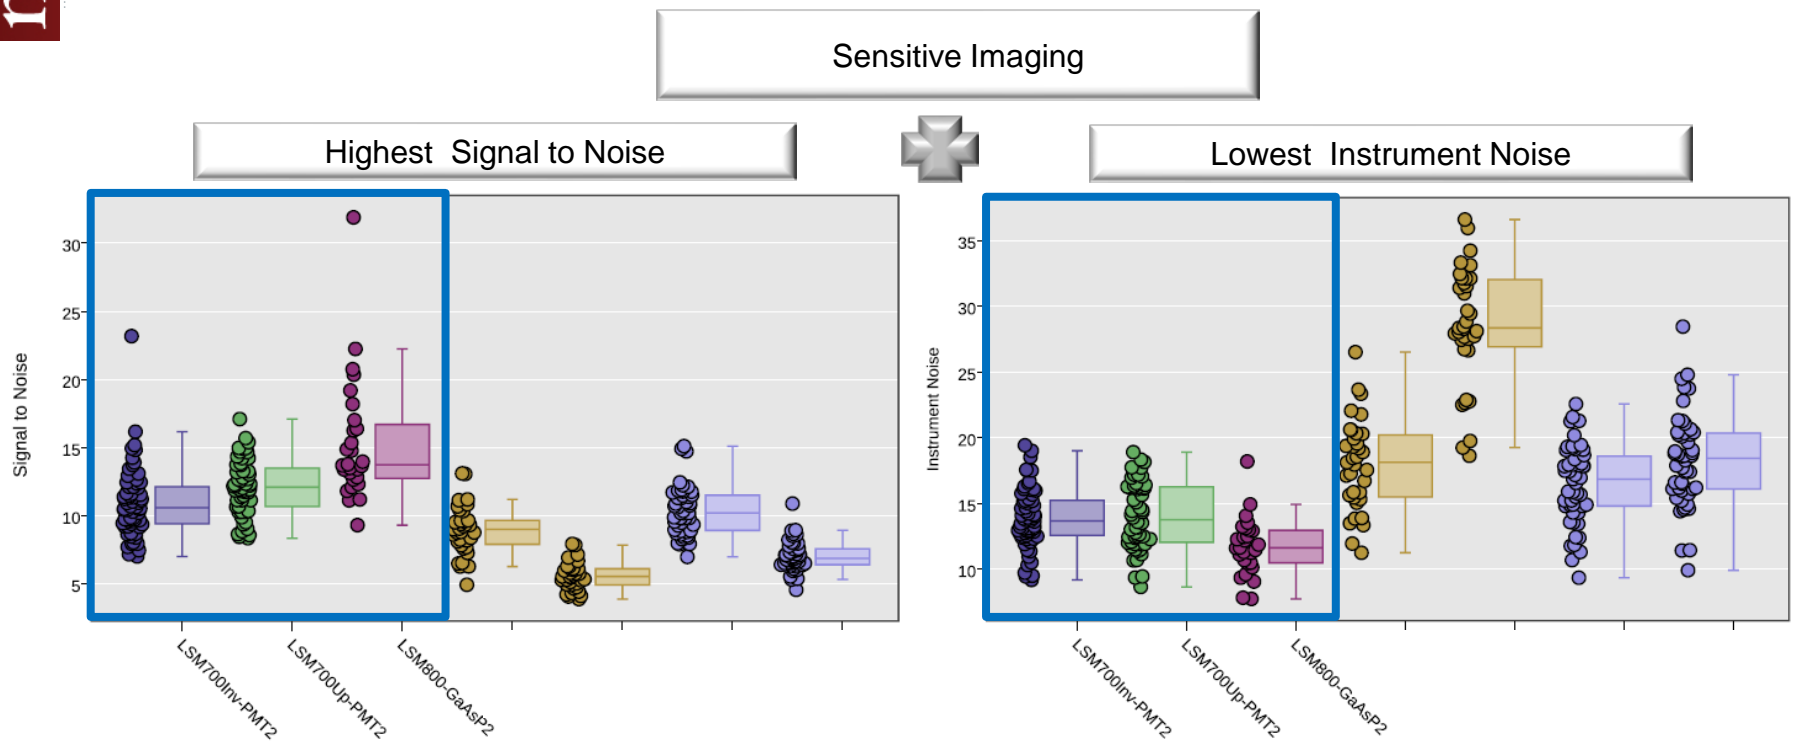 Sensitive Imaging
Highest Signal to Noise
Lowest Instrument Noise
Signal to Noise
30
25
20
15
10
5
LSM700Inv-PMT2
LSM700Up-PMT2
LSM800-GaAsP2
Instrument Noise
35
30
25
20
15
10
LSM700Inv-PMT2
LSM700Up-PMT2
LSM800-GaAsP2